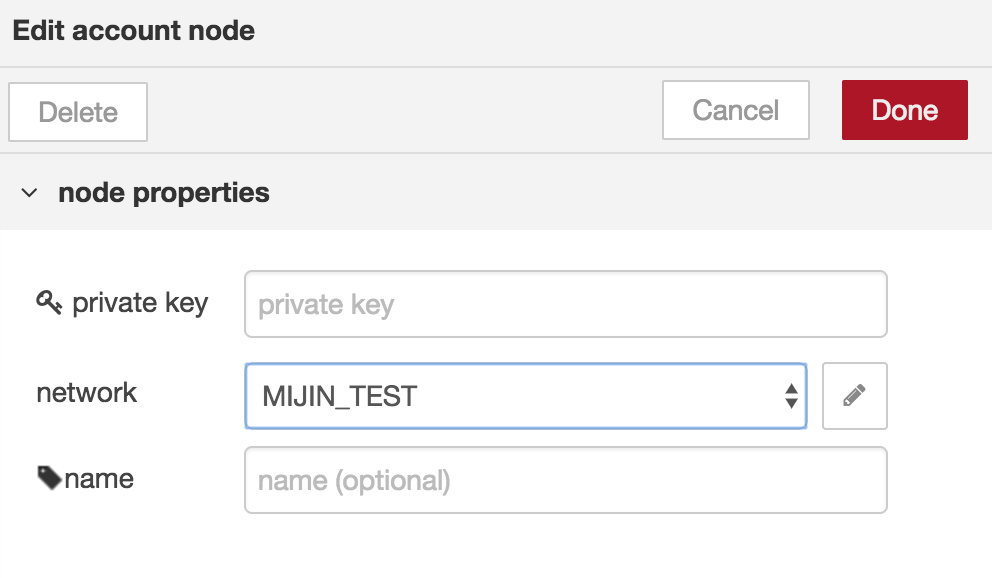 Edit account node
Delete
Cancel
Done
node properties
private key
private key
network
MIJIN_TEST
name
name (optional)